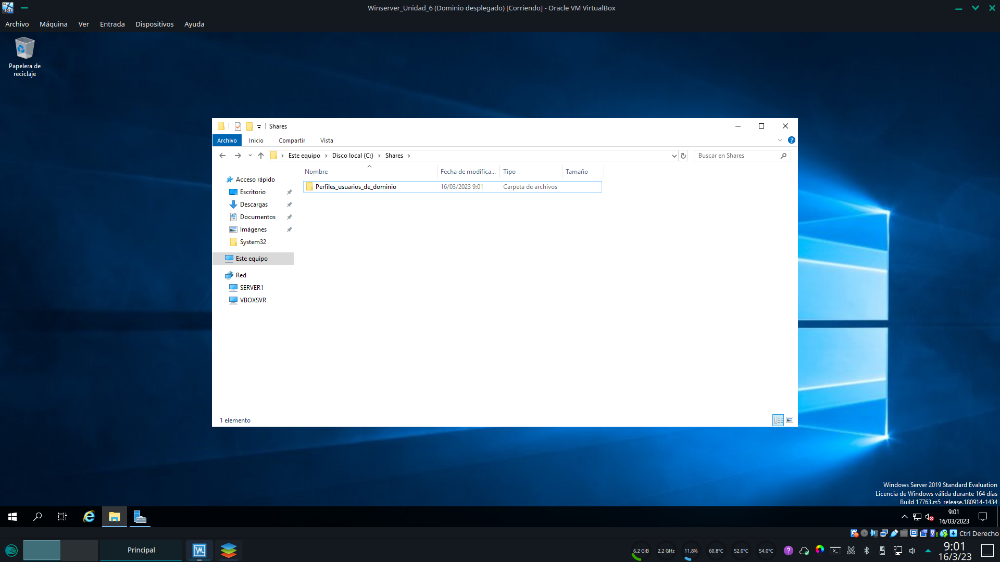 Winserver_Unidad_6 (Dominio desplegado) [Corriendo] - Oracle VM VirtualBox
Archivo Máquina Ver Entrada Dispositivos Ayuda
Papelera de
reciclaje
Shares
Archivo Inicio Compartir Vista
Este equipo Disco local (C:) Shares
Buscar en Shares
Nombre Fecha de modifica... Tipo Tamaño
Perfiles_usuarios_de_dominio 16/03/2023 9:01 Carpeta de archivos
Acceso rápido
Escritorio
Descargas
Documentos
Imágenes
System32
Este equipo
Red
SERVER1
VBOXSVR
1 elemento
Windows Server 2019 Standard Evaluation
Licencia de Windows válida durante 164 días
Build 17763.rs5_release.180914-1434
9:01
16/03/2023
Ctrl Derecho
Principal
6,2 GiB 2,2 GHz 11,8% 60,8°C 52,0°C 54,0°C
9:01
16/3/23